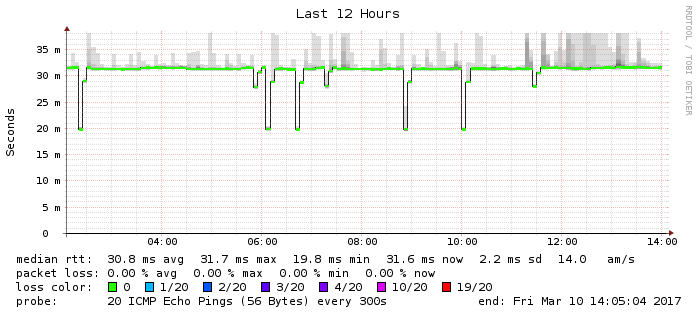 Last 12 Hours
RRDTOOL / TOBI OETIKER
Seconds
35 m
30 m
25 m
20 m
15 m
10 m
5 m
0
04:00 06:00 08:00 10:00 12:00 14:00
median rtt: 30.8 ms avg 31.7 ms max 19.8 ms min 31.6 ms now 2.2 ms sd 14.0 am/s
packet loss: 0.00 % avg 0.00 % max 0.00 % min 0.00 % now
loss color: 0 1/20 2/20 3/20 4/20 10/20 19/20
probe: 20 ICMP Echo Pings (56 Bytes) every 300s end: Fri Mar 10 14:05:04 2017